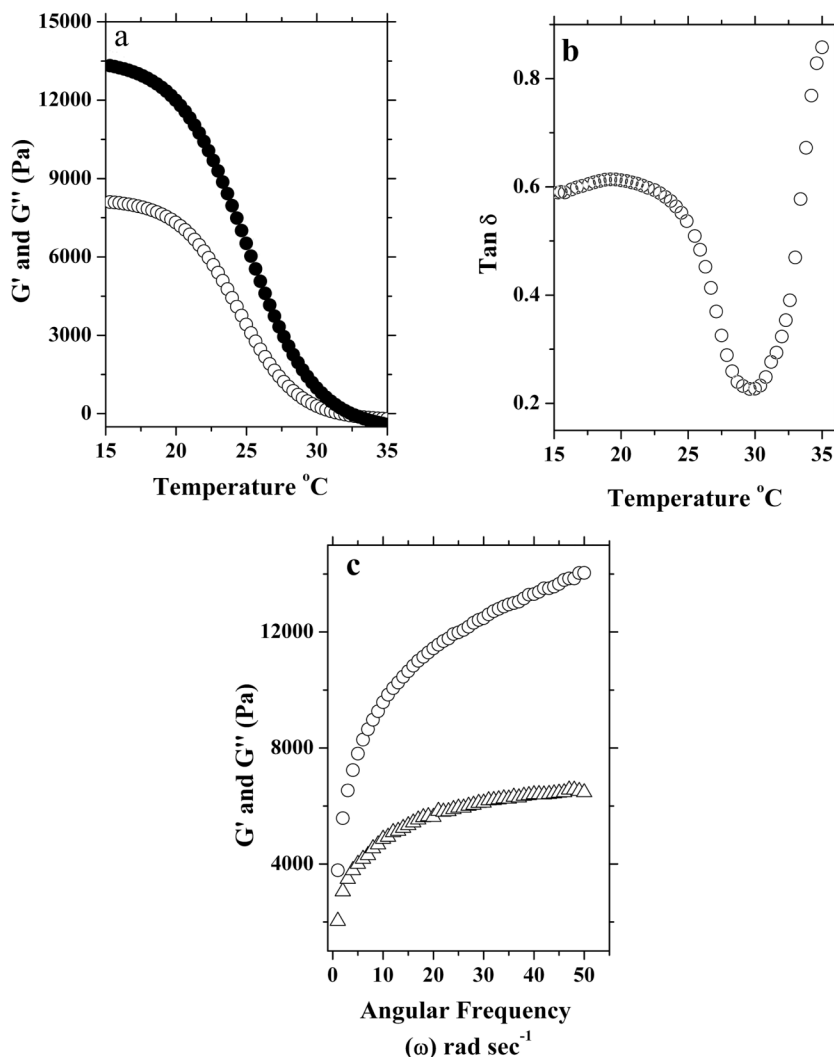 a
15000
12000
9000
6000
3000
0
G' and G'' (Pa)
15 20 25 30 35
Temperature °C
b
0.8
0.6
0.4
0.2
Tan δ
15 20 25 30 35
Temperature °C
c
12000
8000
4000
G' and G'' (Pa)
0 10 20 30 40 50
Angular Frequency
(ω) rad sec⁻¹